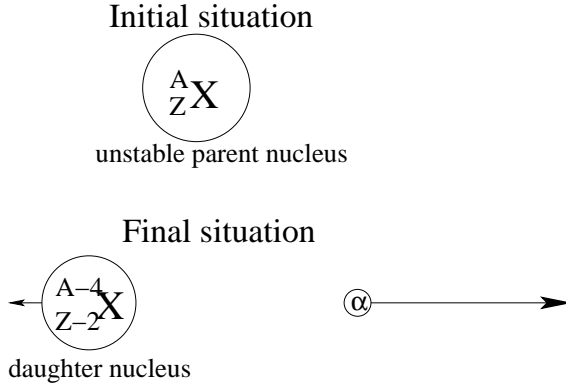 Initial situation
A
Z X
unstable parent nucleus
Final situation
A−4
Z−2 X
α
daughter nucleus